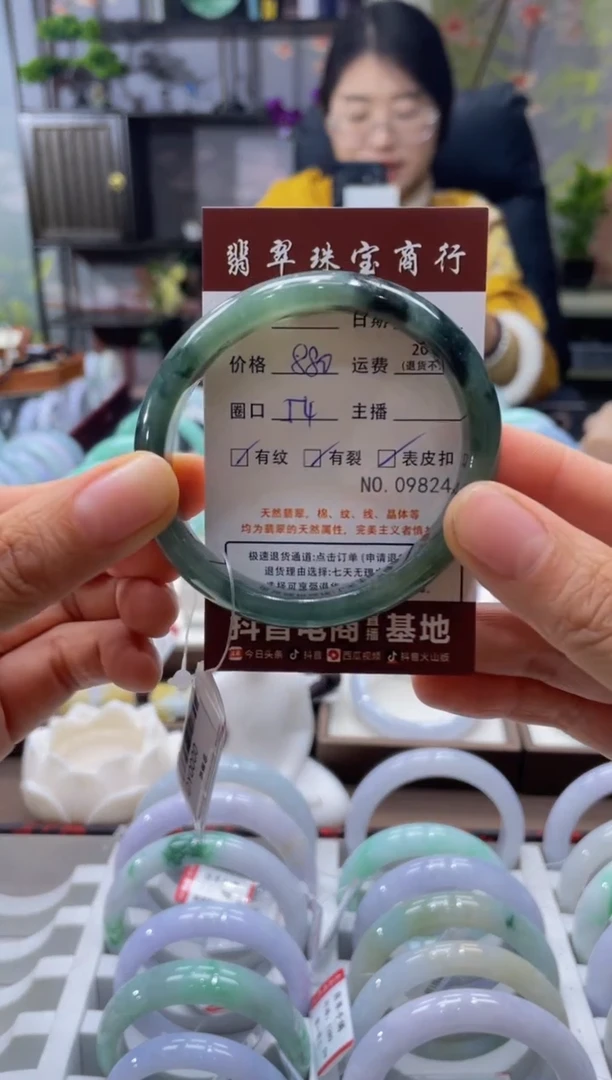 翡翠珠宝商行
日期
价格 880 运费 20 (退货不
圈口 54 主播
☑有纹 ☑有裂 ☑表皮扣
NO.09824
天然翡翠，棉、纹、线、晶体等
均为翡翠的天然属性，完美主义者慎
极速退货通道:点击订单(申请退
退货理由选择:七天无理
抖音电商直播基地
今日头条 抖音 西瓜视频 抖音火山版